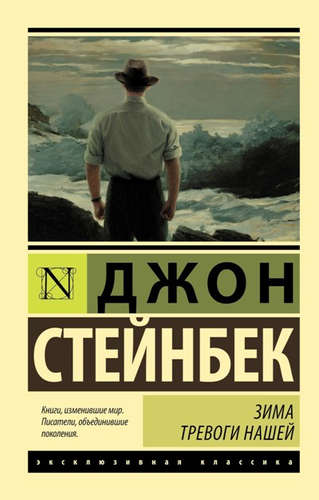 N
ДЖОН
СТЕЙНБЕК
Книги, изменившие мир.
Писатели, объединившие
поколения.
ЗИМА
ТРЕВОГИ НАШЕЙ
эксклюзивная классика